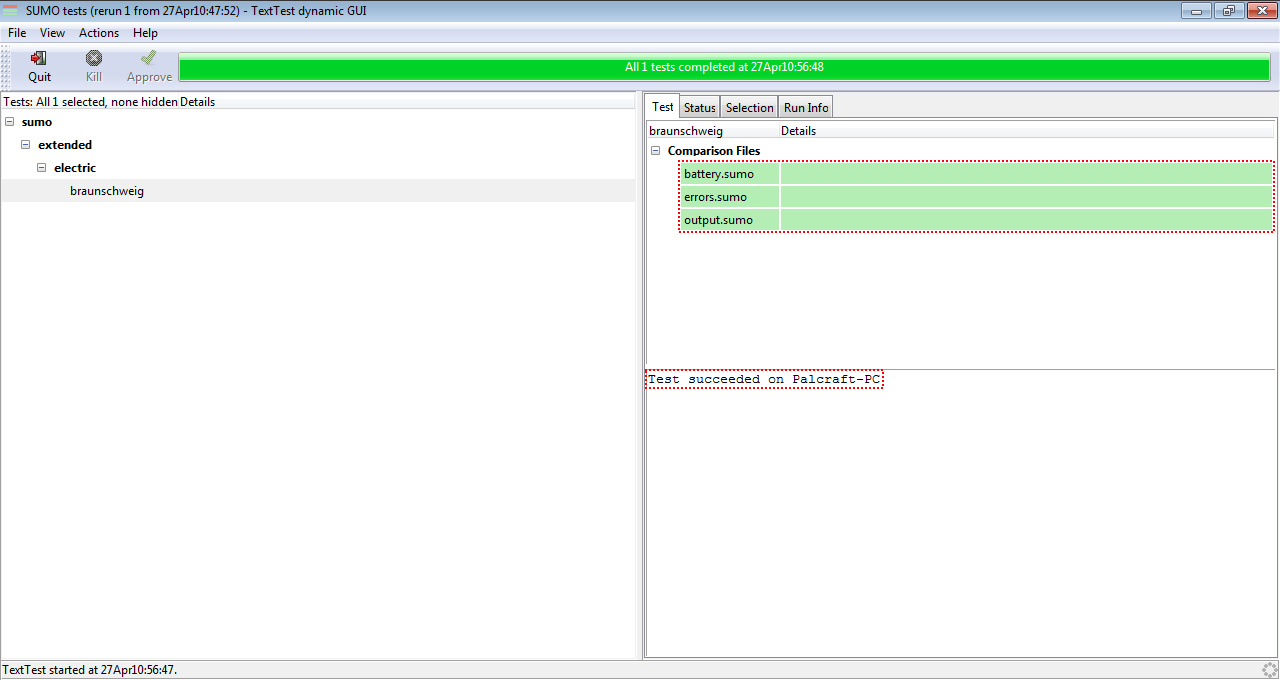 SUMO tests (rerun 1 from 27Apr10:47:52) - TextTest dynamic GUI
File View Actions Help
Quit Kill Approve
All 1 tests completed at 27Apr10:56:48
Tests: All 1 selected, none hidden Details
sumo
extended
electric
braunschweig
Test Status Selection Run Info
braunschweig Details
Comparison Files
battery.sumo
errors.sumo
output.sumo
Test succeeded on Palcraft-PC
TextTest started at 27Apr10:56:47.